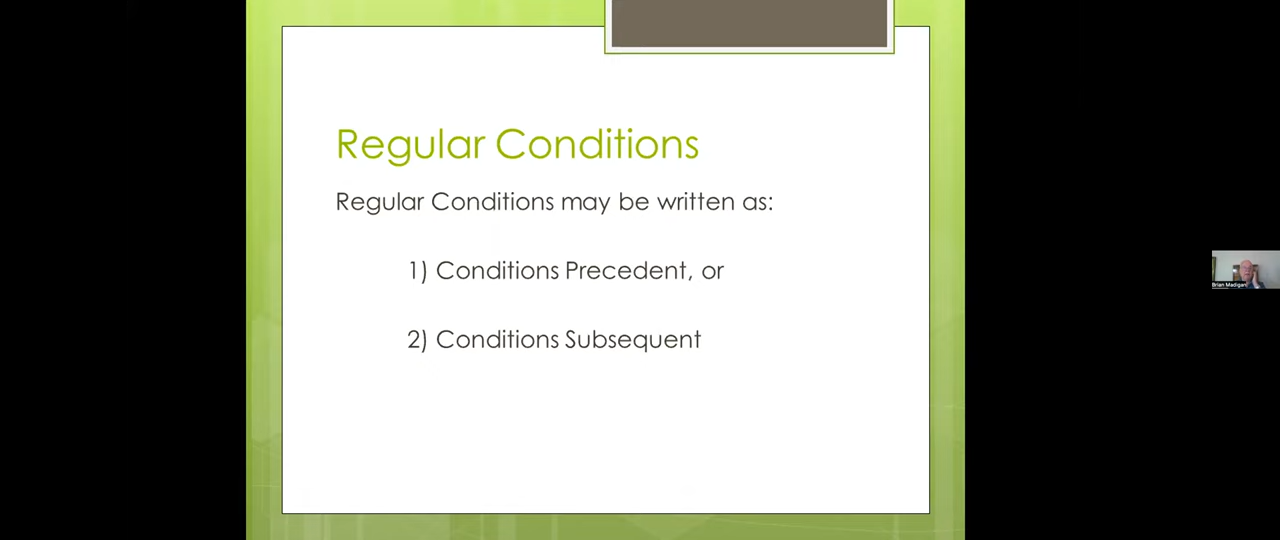 Regular Conditions
Regular Conditions may be written as:
1) Conditions Precedent, or
2) Conditions Subsequent
Brian Madigan